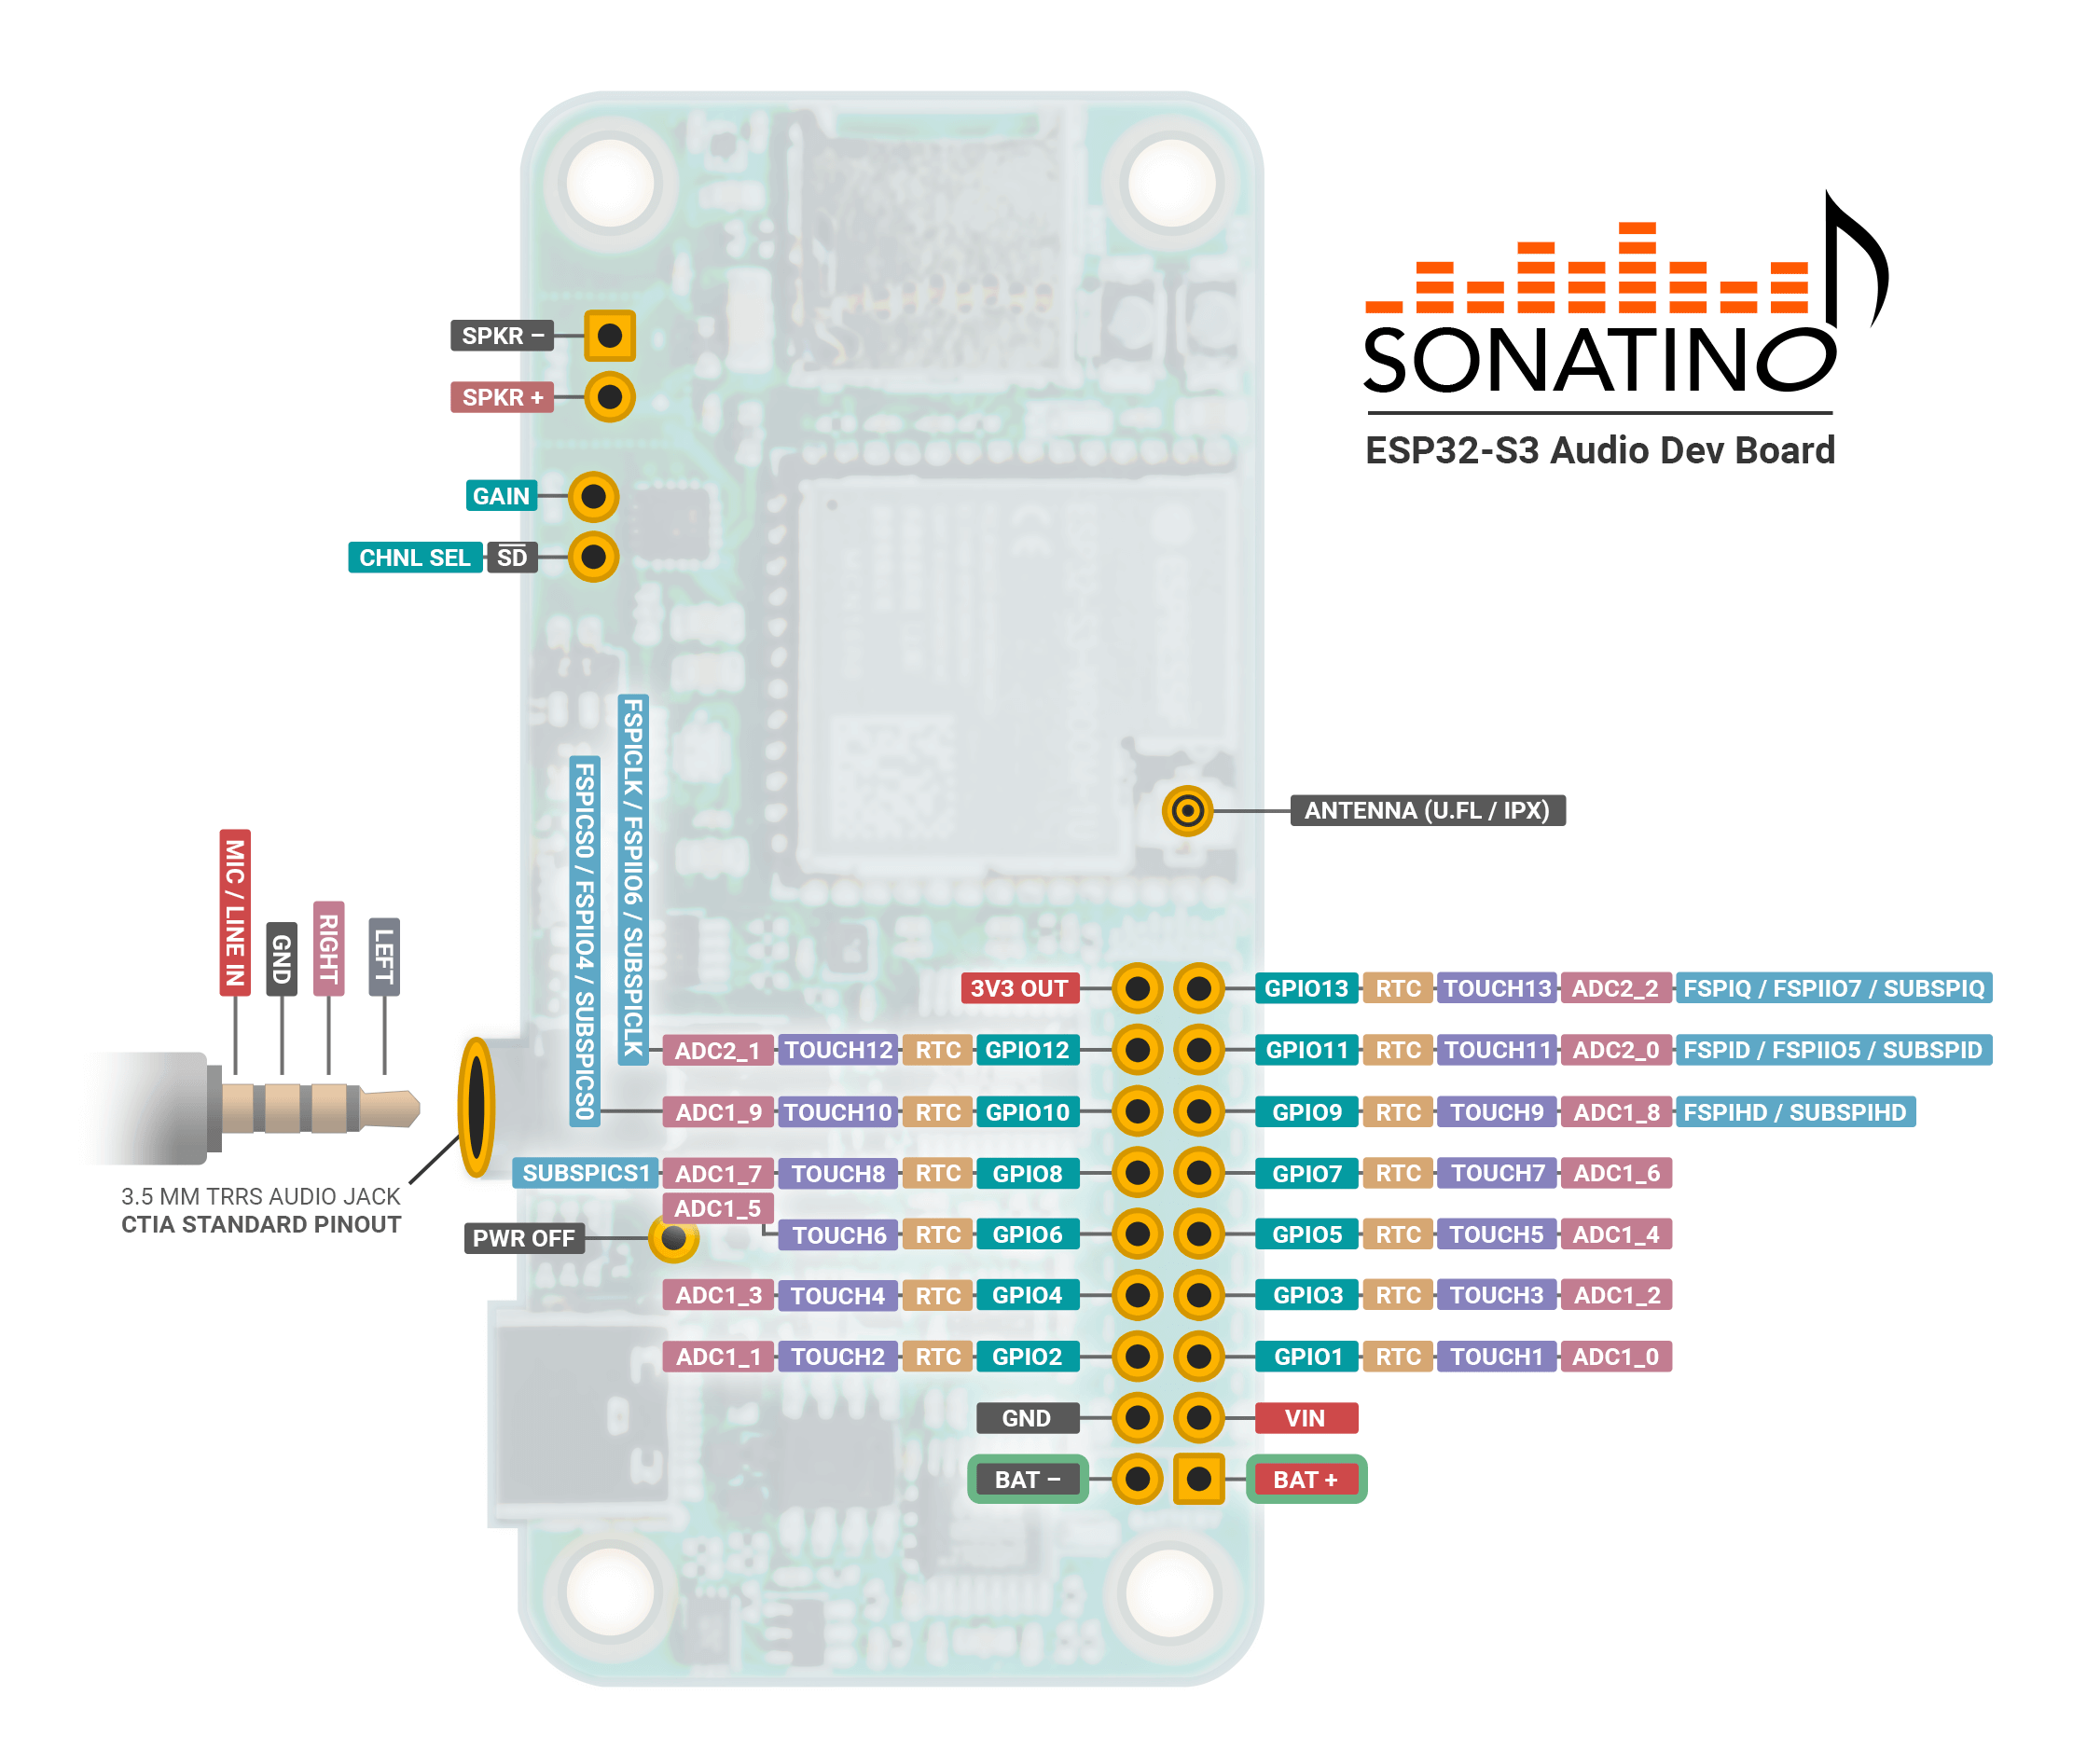 SONATINO
ESP32-S3 Audio Dev Board
SPKR –
SPKR +
GAIN
CHNL SEL SD
FSPICLK / FSPIIO6 / SUBSPICLK
FSPICS0 / FSPIIO4 / SUBSPICS0
ANTENNA (U.FL / IPX)
MIC / LINE IN
GND
RIGHT
LEFT
3.5 MM TRRS AUDIO JACK
CTIA STANDARD PINOUT
3V3 OUT GPIO13 RTC TOUCH13 ADC2_2 FSPIQ / FSPIIO7 / SUBSPIQ
ADC2_1 TOUCH12 RTC GPIO12 GPIO11 RTC TOUCH11 ADC2_0 FSPID / FSPIIO5 / SUBSPID
ADC1_9 TOUCH10 RTC GPIO10 GPIO9 RTC TOUCH9 ADC1_8 FSPIHD / SUBSPIHD
SUBSPICS1 ADC1_7 TOUCH8 RTC GPIO8 GPIO7 RTC TOUCH7 ADC1_6
ADC1_5
PWR OFF TOUCH6 RTC GPIO6 GPIO5 RTC TOUCH5 ADC1_4
ADC1_3 TOUCH4 RTC GPIO4 GPIO3 RTC TOUCH3 ADC1_2
ADC1_1 TOUCH2 RTC GPIO2 GPIO1 RTC TOUCH1 ADC1_0
GND VIN
BAT – BAT +